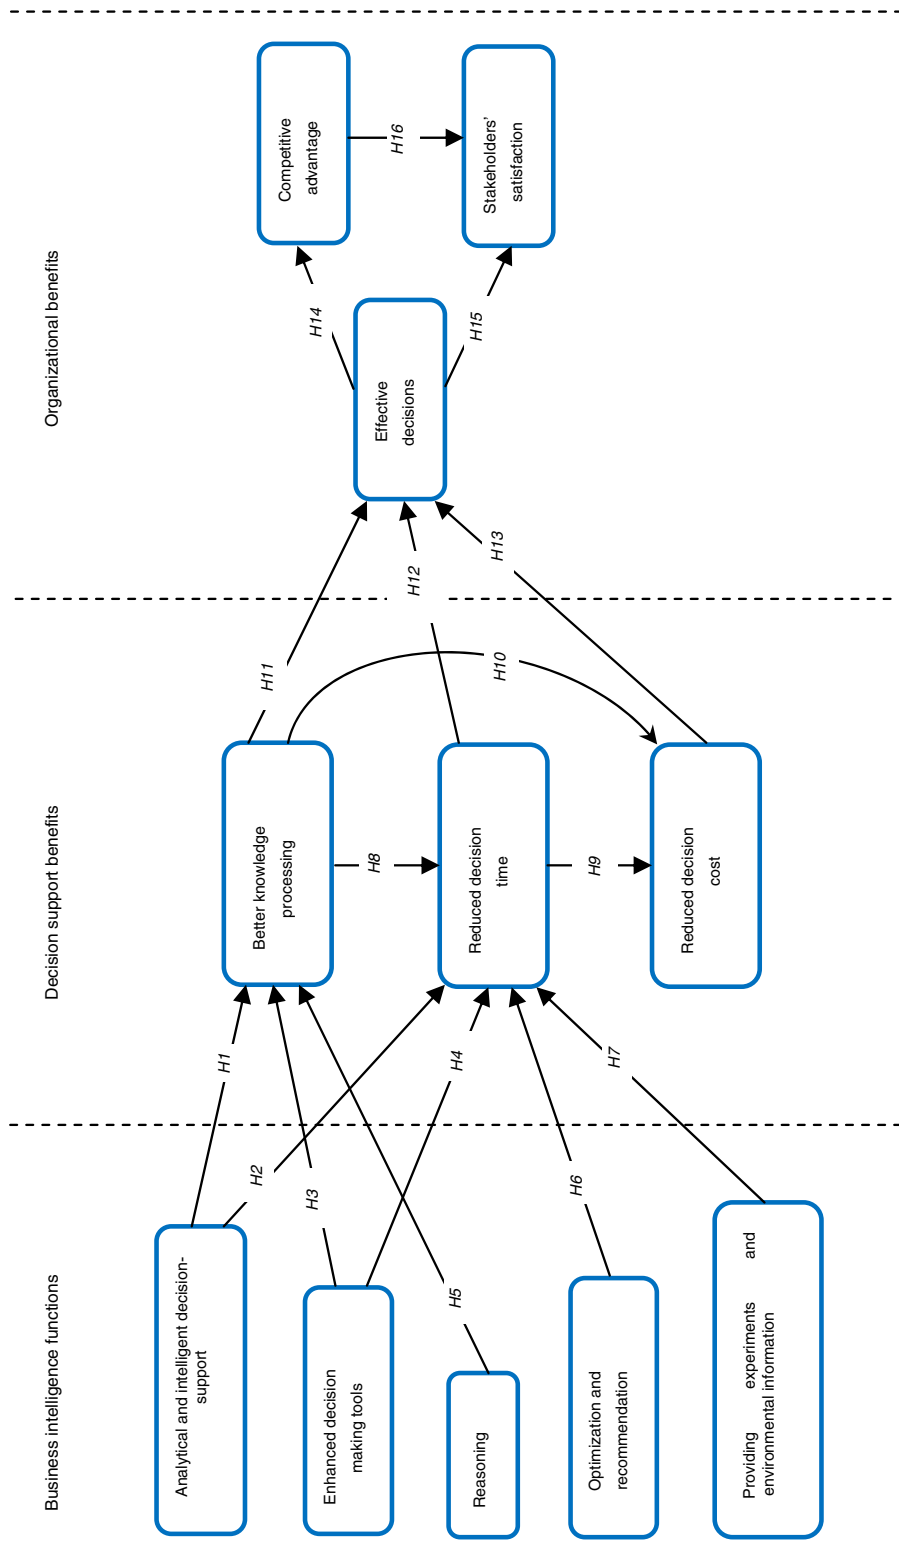 Business intelligence functions
Decision support benefits
Organizational benefits
Analytical and intelligent decision-
support
Enhanced decision
making tools
Reasoning
Optimization and
recommendation
Providing experiments and
environmental information
H1
H2
H3
H4
H5
H6
H7
Better knowledge
processing
H8
Reduced decision
time
H9
Reduced decision
cost
H10
H11
H12
H13
Effective
decisions
H14
H15
Competitive
advantage
H16
Stakeholders’
satisfaction